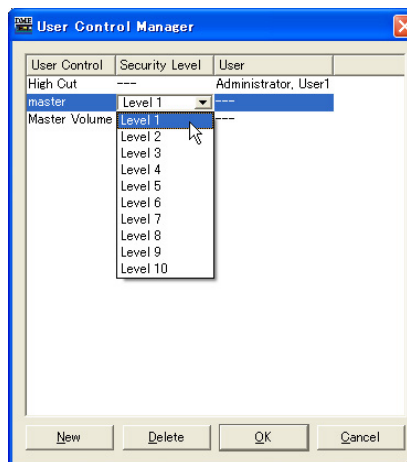 DME User Control Manager
User Control Security Level User
High Cut --- Administrator, User1
master Level 1 ---
Master Volume Level 1 ---
Level 2
Level 3
Level 4
Level 5
Level 6
Level 7
Level 8
Level 9
Level 10
New Delete OK Cancel